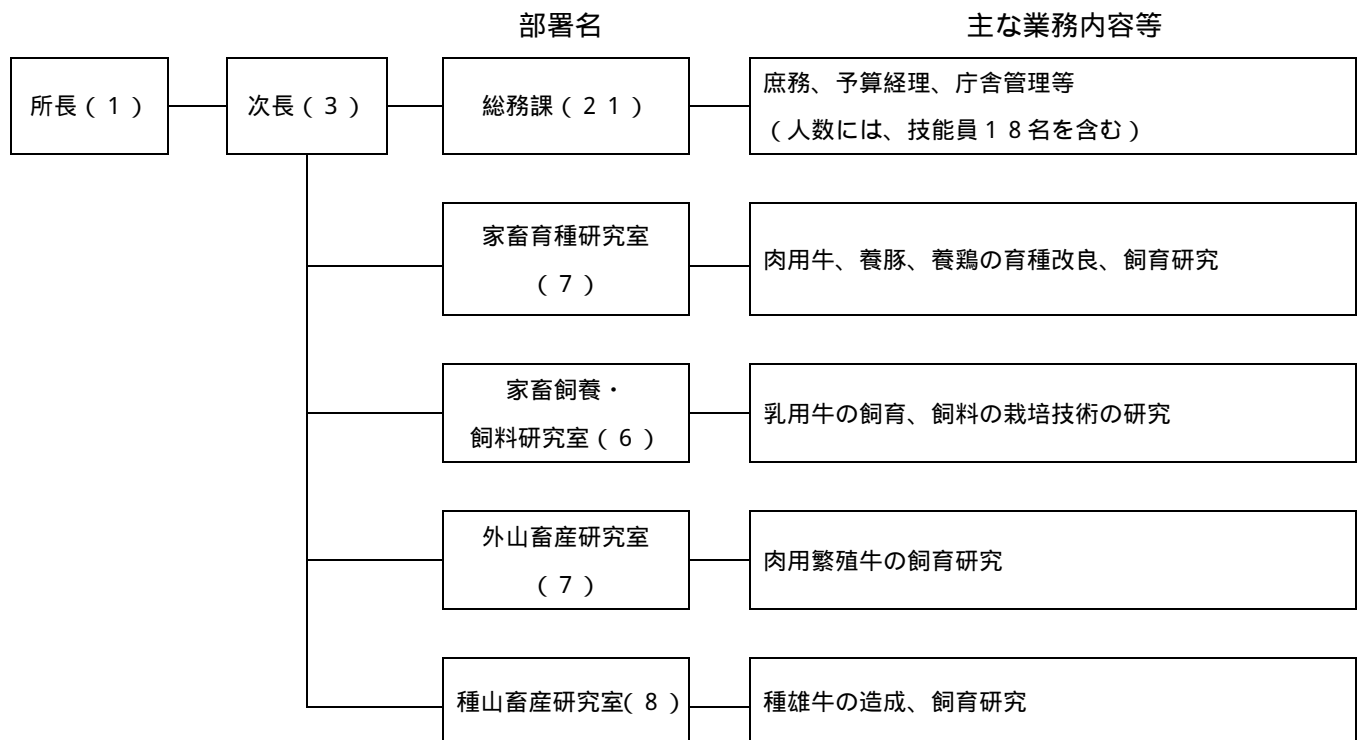 部署名
主な業務内容等
所長(1)
次長(3)
総務課(21)
庶務、予算経理、庁舎管理等
(人数には、技能員18名を含む)
家畜育種研究室
(7)
肉用牛、養豚、養鶏の育種改良、飼育研究
家畜飼養・
飼料研究室(6)
乳用牛の飼育、飼料の栽培技術の研究
外山畜産研究室
(7)
肉用繁殖牛の飼育研究
種山畜産研究室(8)
種雄牛の造成、飼育研究